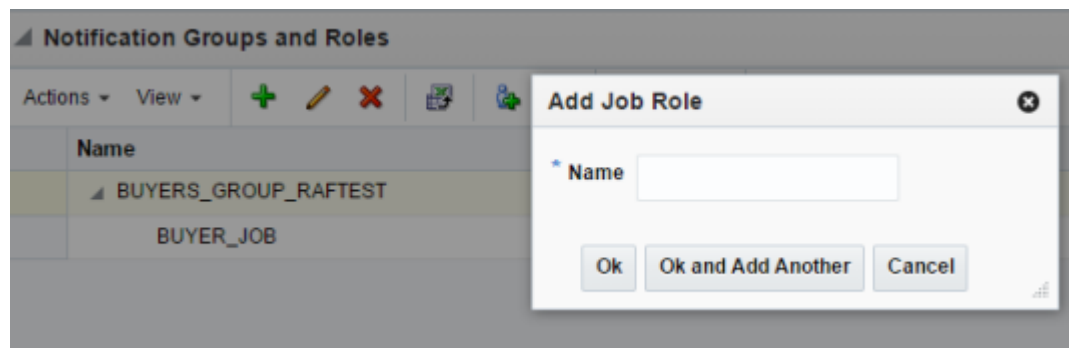 Notification Groups and Roles
Actions View
Add Job Role
Name
* Name
BUYERS_GROUP_RAFTEST
BUYER_JOB
Ok Ok and Add Another Cancel